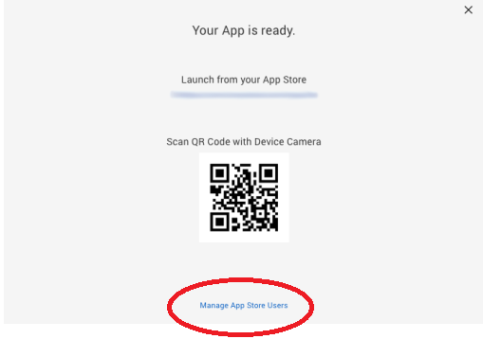 Your App is ready.
Launch from your App Store
Scan QR Code with Device Camera
Manage App Store Users